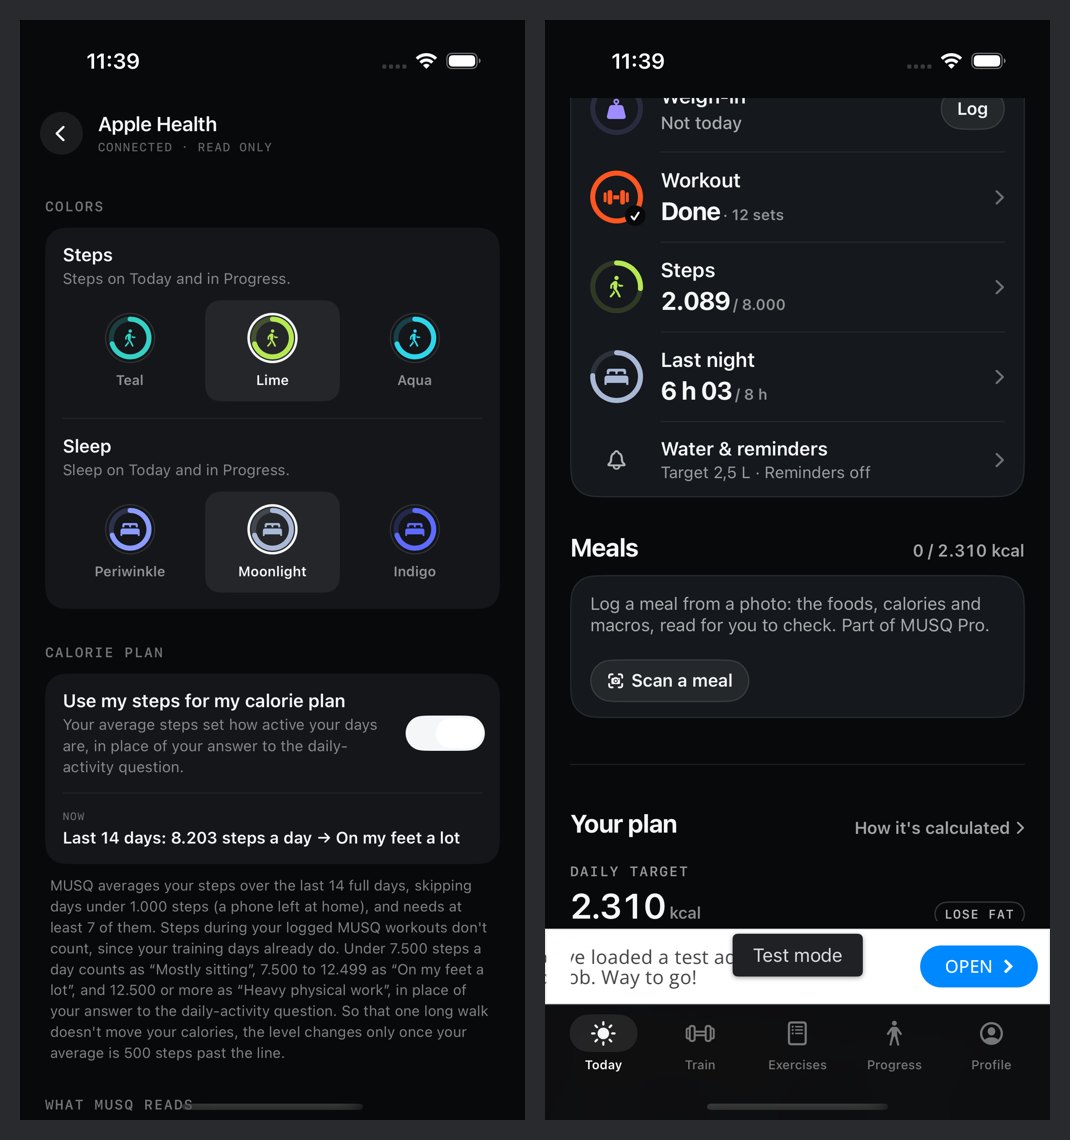 11:39
Apple Health
CONNECTED · READ ONLY
COLORS
Steps
Steps on Today and in Progress.
Teal
Lime
Aqua
Sleep
Sleep on Today and in Progress.
Periwinkle
Moonlight
Indigo
CALORIE PLAN
Use my steps for my calorie plan
Your average steps set how active your days
are, in place of your answer to the daily-
activity question.
NOW
Last 14 days: 8.203 steps a day → On my feet a lot
MUSQ averages your steps over the last 14 full days, skipping
days under 1.000 steps (a phone left at home), and needs at
least 7 of them. Steps during your logged MUSQ workouts don't
count, since your training days already do. Under 7.500 steps a
day counts as “Mostly sitting”, 7.500 to 12.499 as “On my feet a
lot”, and 12.500 or more as “Heavy physical work”, in place of
your answer to the daily-activity question. So that one long walk
doesn't move your calories, the level changes only once your
average is 500 steps past the line.
WHAT MUSQ READS
11:39
Weigh-in
Not today
Log
Workout
Done · 12 sets
Steps
2.089 / 8.000
Last night
6 h 03 / 8 h
Water & reminders
Target 2,5 L · Reminders off
Meals
0 / 2.310 kcal
Log a meal from a photo: the foods, calories and
macros, read for you to check. Part of MUSQ Pro.
Scan a meal
Your plan
How it's calculated
DAILY TARGET
2.310 kcal
LOSE FAT
've loaded a test
Test mode
ob. Way to go!
OPEN
Today
Train
Exercises
Progress
Profile